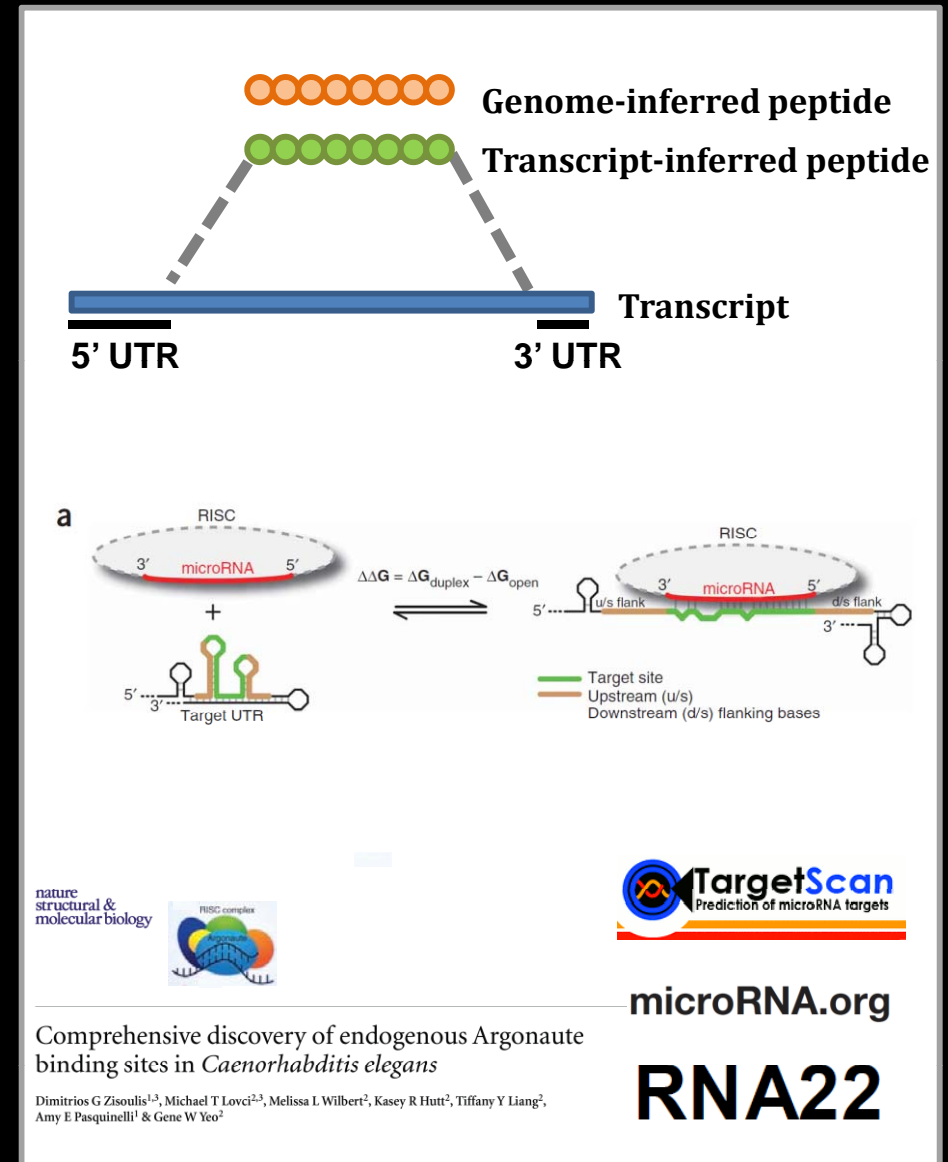 Genome-inferred peptide
Transcript-inferred peptide
Transcript
5’ UTR
3’ UTR
a
RISC
3′
microRNA
5′
+
5′
3′
Target UTR
ΔΔG = ΔGduplex − ΔGopen
RISC
3′
microRNA
5′
5′
u/s flank
d/s flank
3′
Target site
Upstream (u/s)
Downstream (d/s) flanking bases
nature
structural &
molecular biology
RISC complex
Argonaute
TargetScan
Prediction of microRNA targets
microRNA.org
Comprehensive discovery of endogenous Argonaute
binding sites in Caenorhabditis elegans
Dimitrios G Zisoulis1,3, Michael T Lovci2,3, Melissa L Wilbert2, Kasey R Hutt2, Tiffany Y Liang2,
Amy E Pasquinelli1 & Gene W Yeo2
RNA22